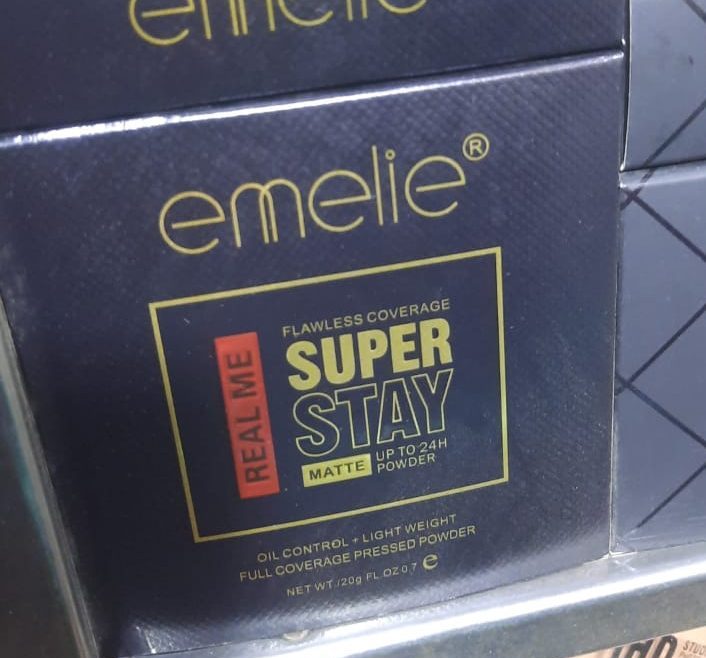 emelie
emelie®
FLAWLESS COVERAGE
REAL ME
SUPER
STAY
MATTE
UP TO 24H
POWDER
OIL CONTROL + LIGHT WEIGHT
FULL COVERAGE PRESSED POWDER
NET WT./20g FL.OZ 0.7 e